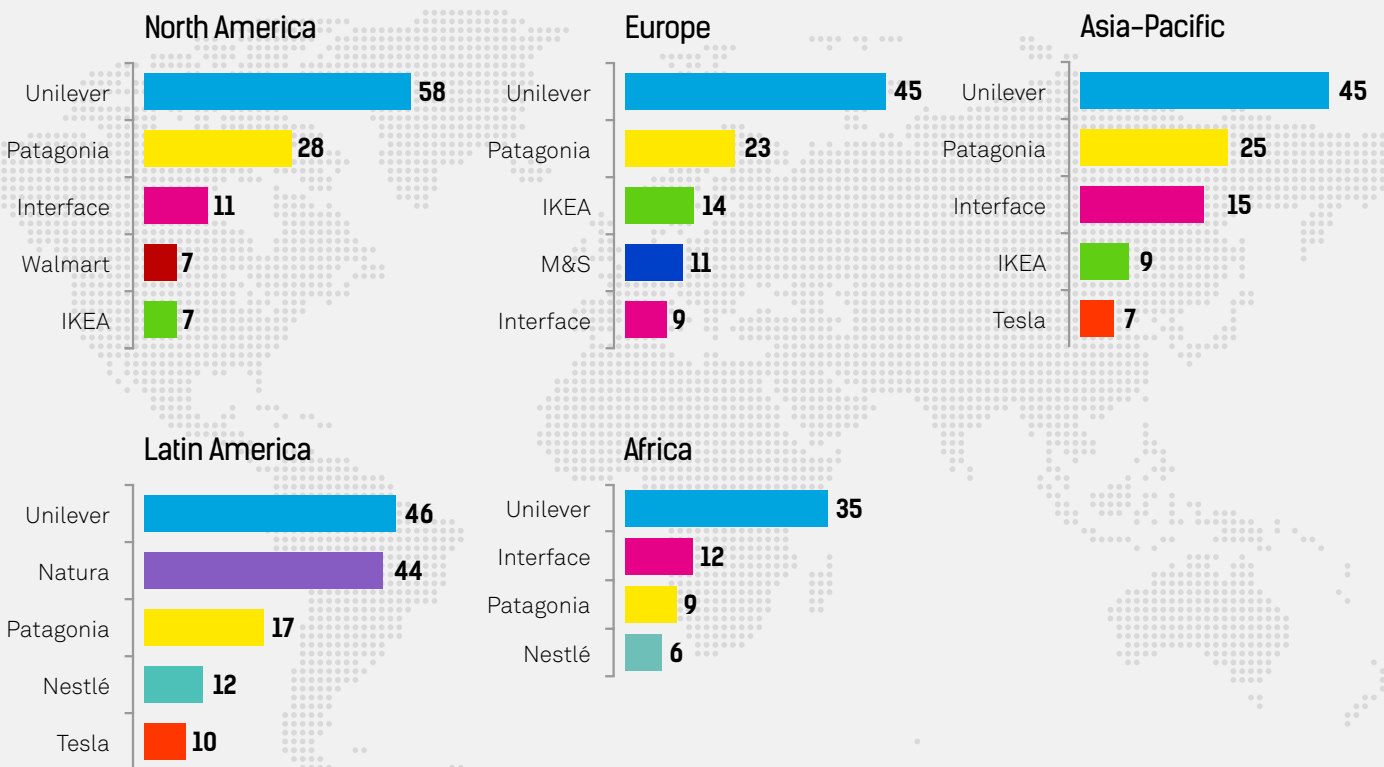 North America
Unilever 58
Patagonia 28
Interface 11
Walmart 7
IKEA 7
Europe
Unilever 45
Patagonia 23
IKEA 14
M&S 11
Interface 9
Asia-Pacific
Unilever 45
Patagonia 25
Interface 15
IKEA 9
Tesla 7
Latin America
Unilever 46
Natura 44
Patagonia 17
Nestlé 12
Tesla 10
Africa
Unilever 35
Interface 12
Patagonia 9
Nestlé 6